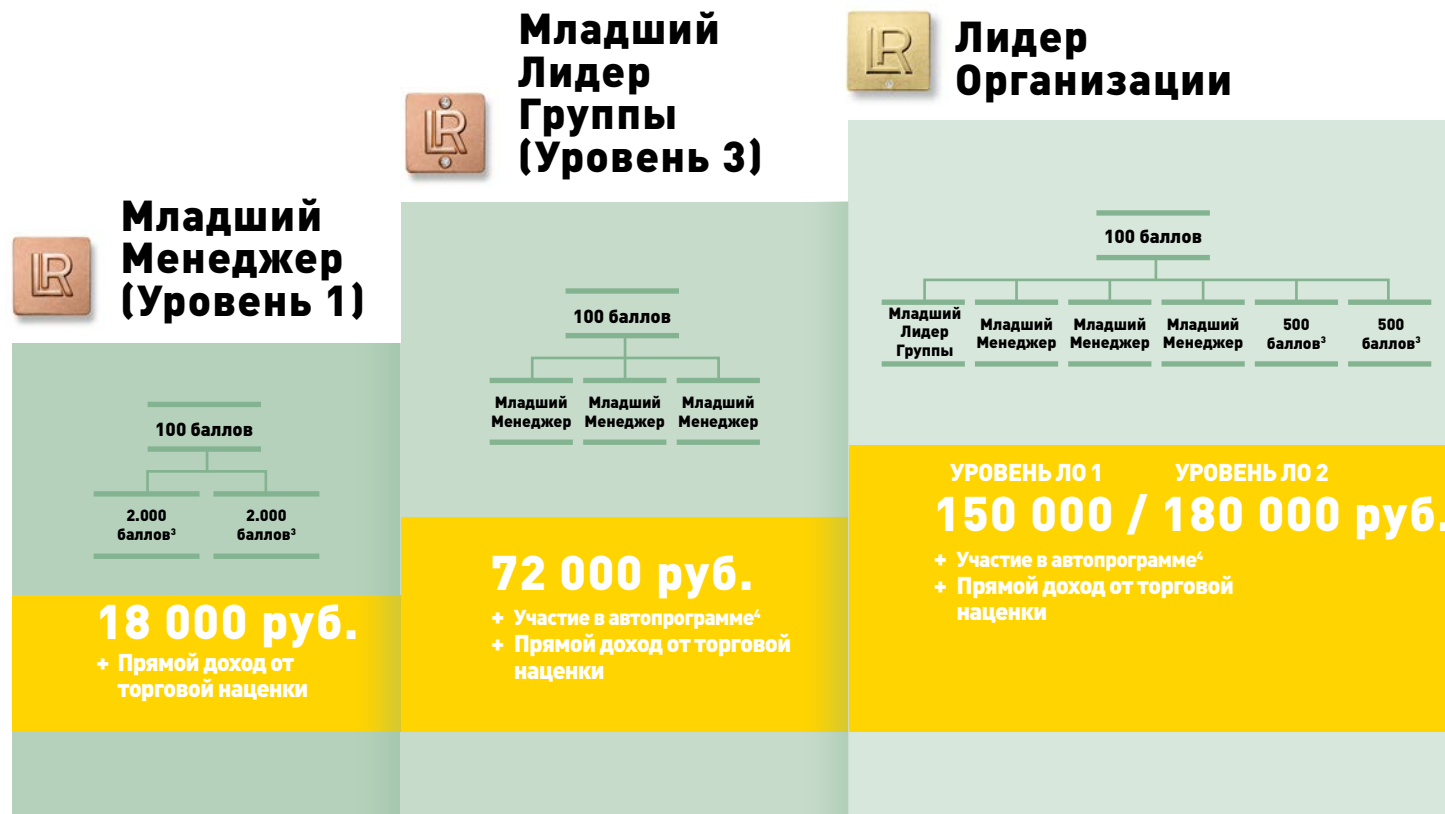 Младший
Менеджер
(Уровень 1)
LR
100 баллов
2.000
баллов³
2.000
баллов³
18 000 руб.
+ Прямой доход от
торговой наценки
Младший
Лидер
Группы
(Уровень 3)
LR
100 баллов
Младший
Менеджер
Младший
Менеджер
Младший
Менеджер
72 000 руб.
+ Участие в автопрограмме⁴
+ Прямой доход от торговой
наценки
Лидер
Организации
LR
100 баллов
Младший
Лидер
Группы
Младший
Менеджер
Младший
Менеджер
Младший
Менеджер
500
баллов³
500
баллов³
УРОВЕНЬ ЛО 1 УРОВЕНЬ ЛО 2
150 000 / 180 000 руб.
+ Участие в автопрограмме⁴
+ Прямой доход от торговой
наценки